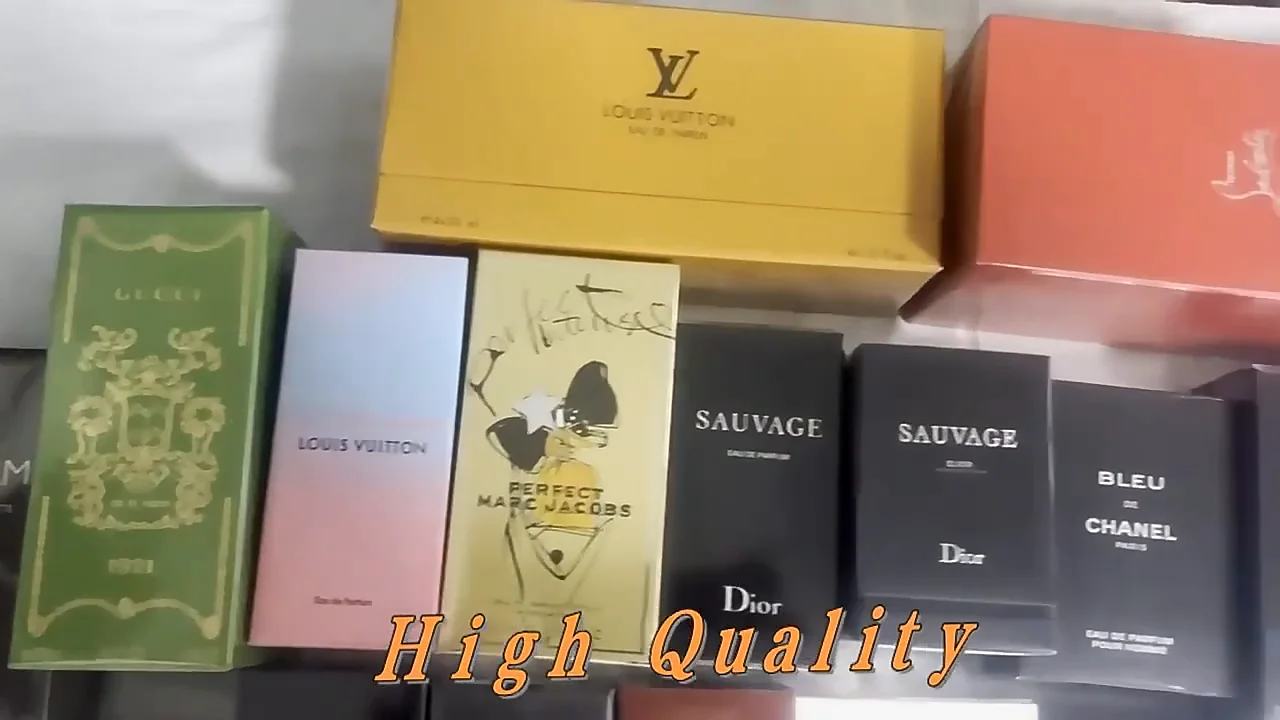 LV
LOUIS VUITTON
EAU DE PARFUM
GUCCI
1921
LOUIS VUITTON
Eau de Parfum
PERFECT
MARC JACOBS
SAUVAGE
EAU DE PARFUM
Dior
SAUVAGE
Dior
BLEU
DE
CHANEL
PARIS
EAU DE PARFUM
POUR HOMME
M
High Quality